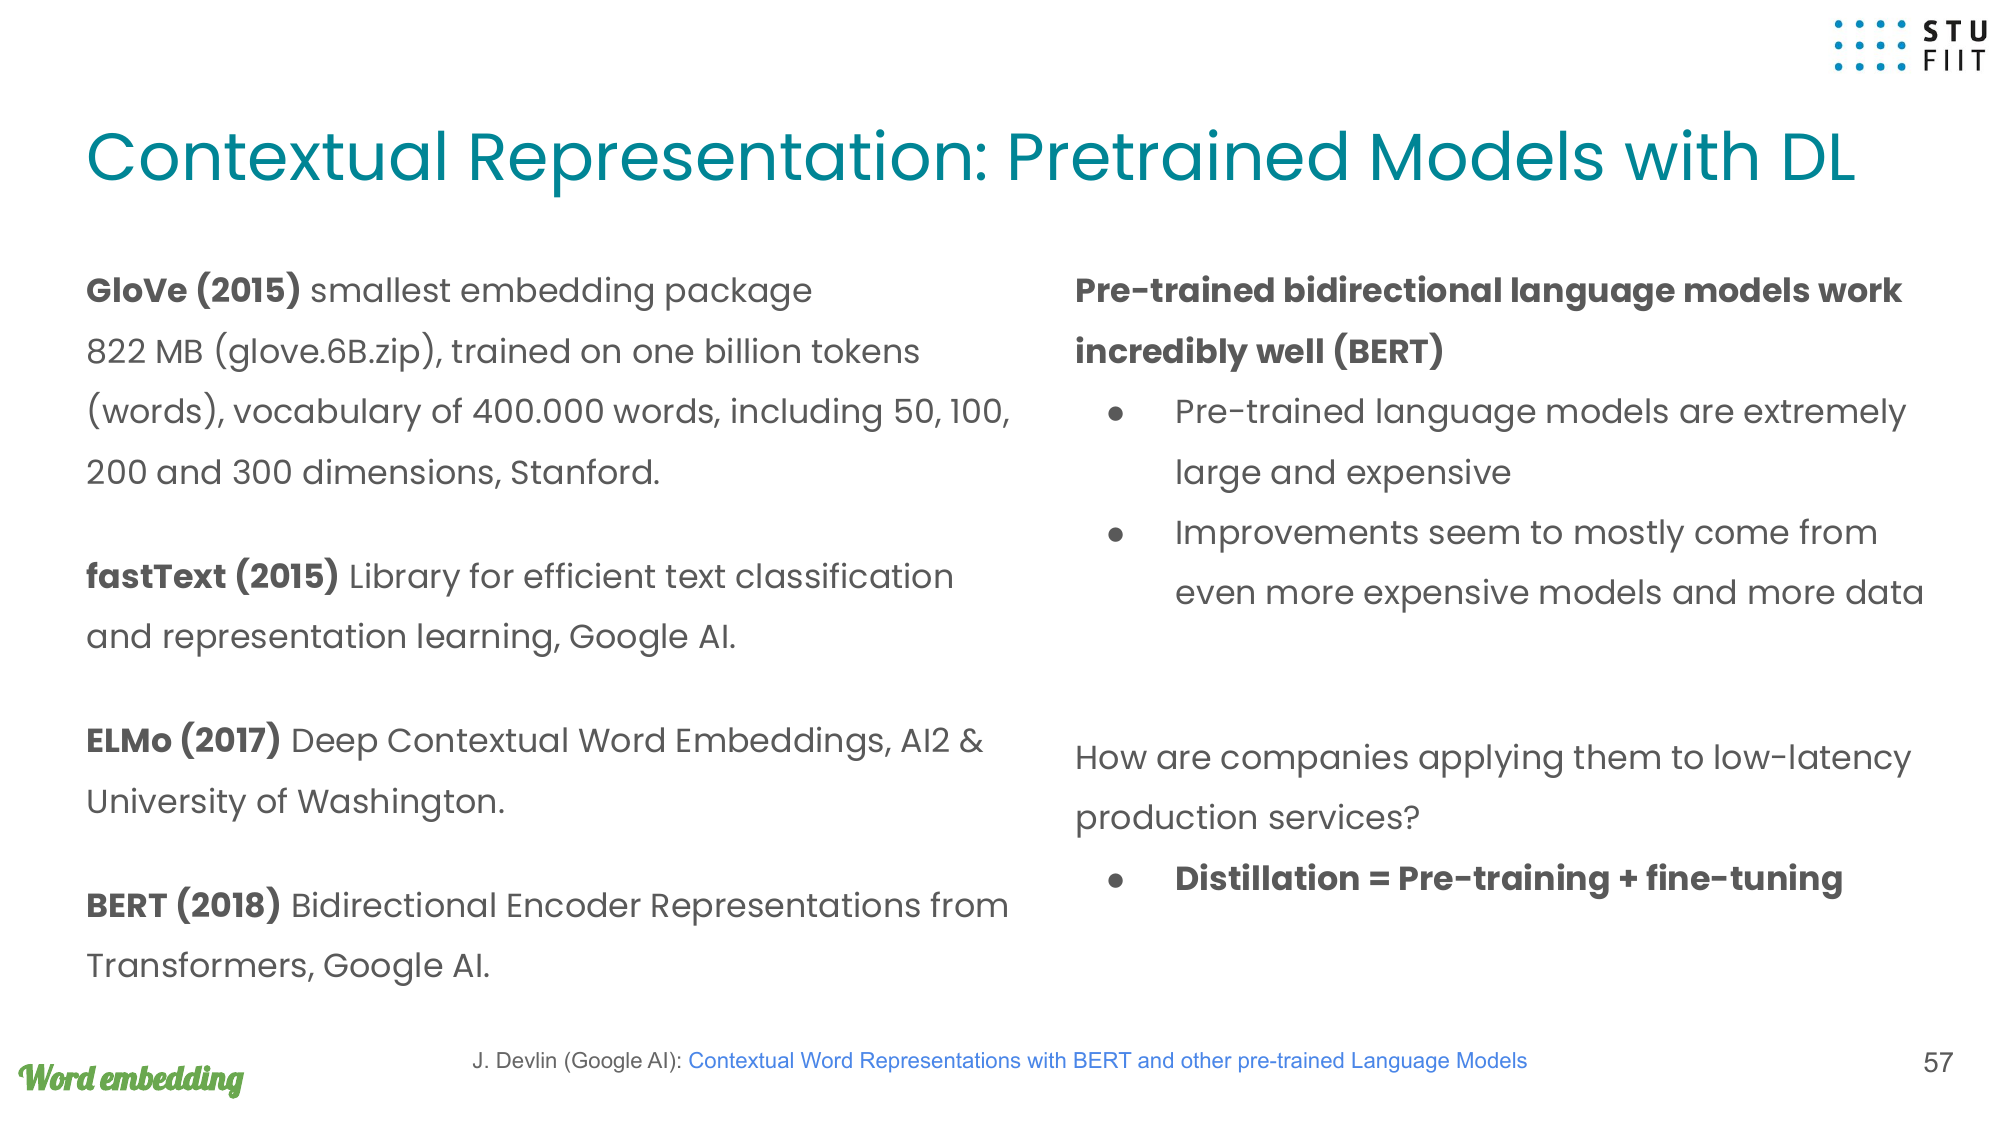 STU
FIIT
Contextual Representation: Pretrained Models with DL
GloVe (2015) smallest embedding package
822 MB (glove.6B.zip), trained on one billion tokens
(words), vocabulary of 400.000 words, including 50, 100,
200 and 300 dimensions, Stanford.
fastText (2015) Library for efficient text classification
and representation learning, Google AI.
ELMo (2017) Deep Contextual Word Embeddings, AI2 &
University of Washington.
BERT (2018) Bidirectional Encoder Representations from
Transformers, Google AI.
Pre-trained bidirectional language models work
incredibly well (BERT)
● Pre-trained language models are extremely
large and expensive
● Improvements seem to mostly come from
even more expensive models and more data
How are companies applying them to low-latency
production services?
● Distillation = Pre-training + fine-tuning
Word embedding
J. Devlin (Google AI): Contextual Word Representations with BERT and other pre-trained Language Models
57